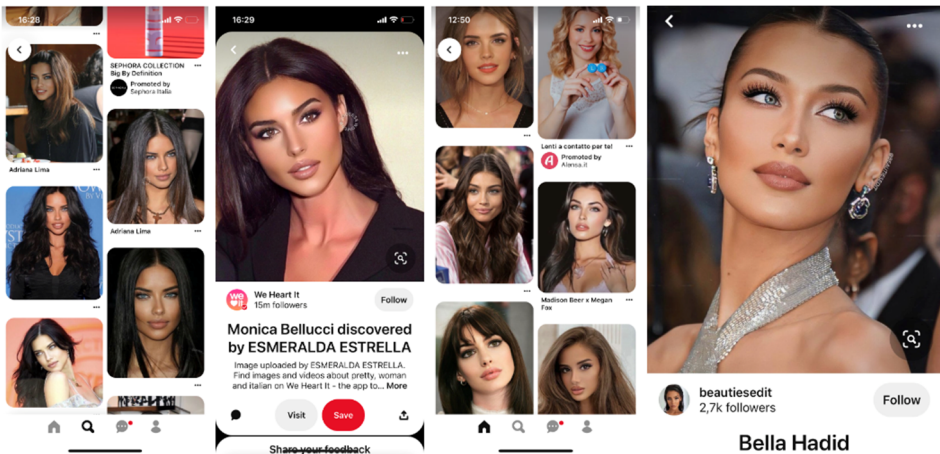 16:28
SEPHORA COLLECTION
Big By Definition
Promoted by
Sephora Italia
Adriana Lima
Adriana Lima
16:29
We Heart It
15m followers
Follow
Monica Bellucci discovered
by ESMERALDA ESTRELLA
Image uploaded by ESMERALDA ESTRELLA.
Find images and videos about pretty, woman
and italian on We Heart It - the app to... More
Visit
Save
Share your feedback
12:50
Lenti a contatto per te!
Promoted by
Alensa.it
Madison Beer x Megan
Fox
beautiesedit
2,7k followers
Follow
Bella Hadid